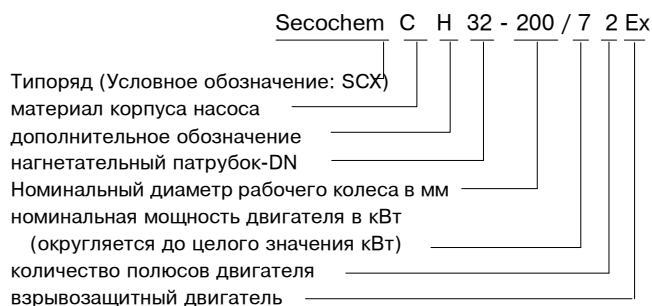 Secochem C H 32 - 200 / 7 2 Ex
Типоряд (Условное обозначение: SCX)
материал корпуса насоса
дополнительное обозначение
нагнетательный патрубок-DN
Номинальный диаметр рабочего колеса в мм
номинальная мощность двигателя в кВт
(округляется до целого значения кВт)
количество полюсов двигателя
взрывозащитный двигатель